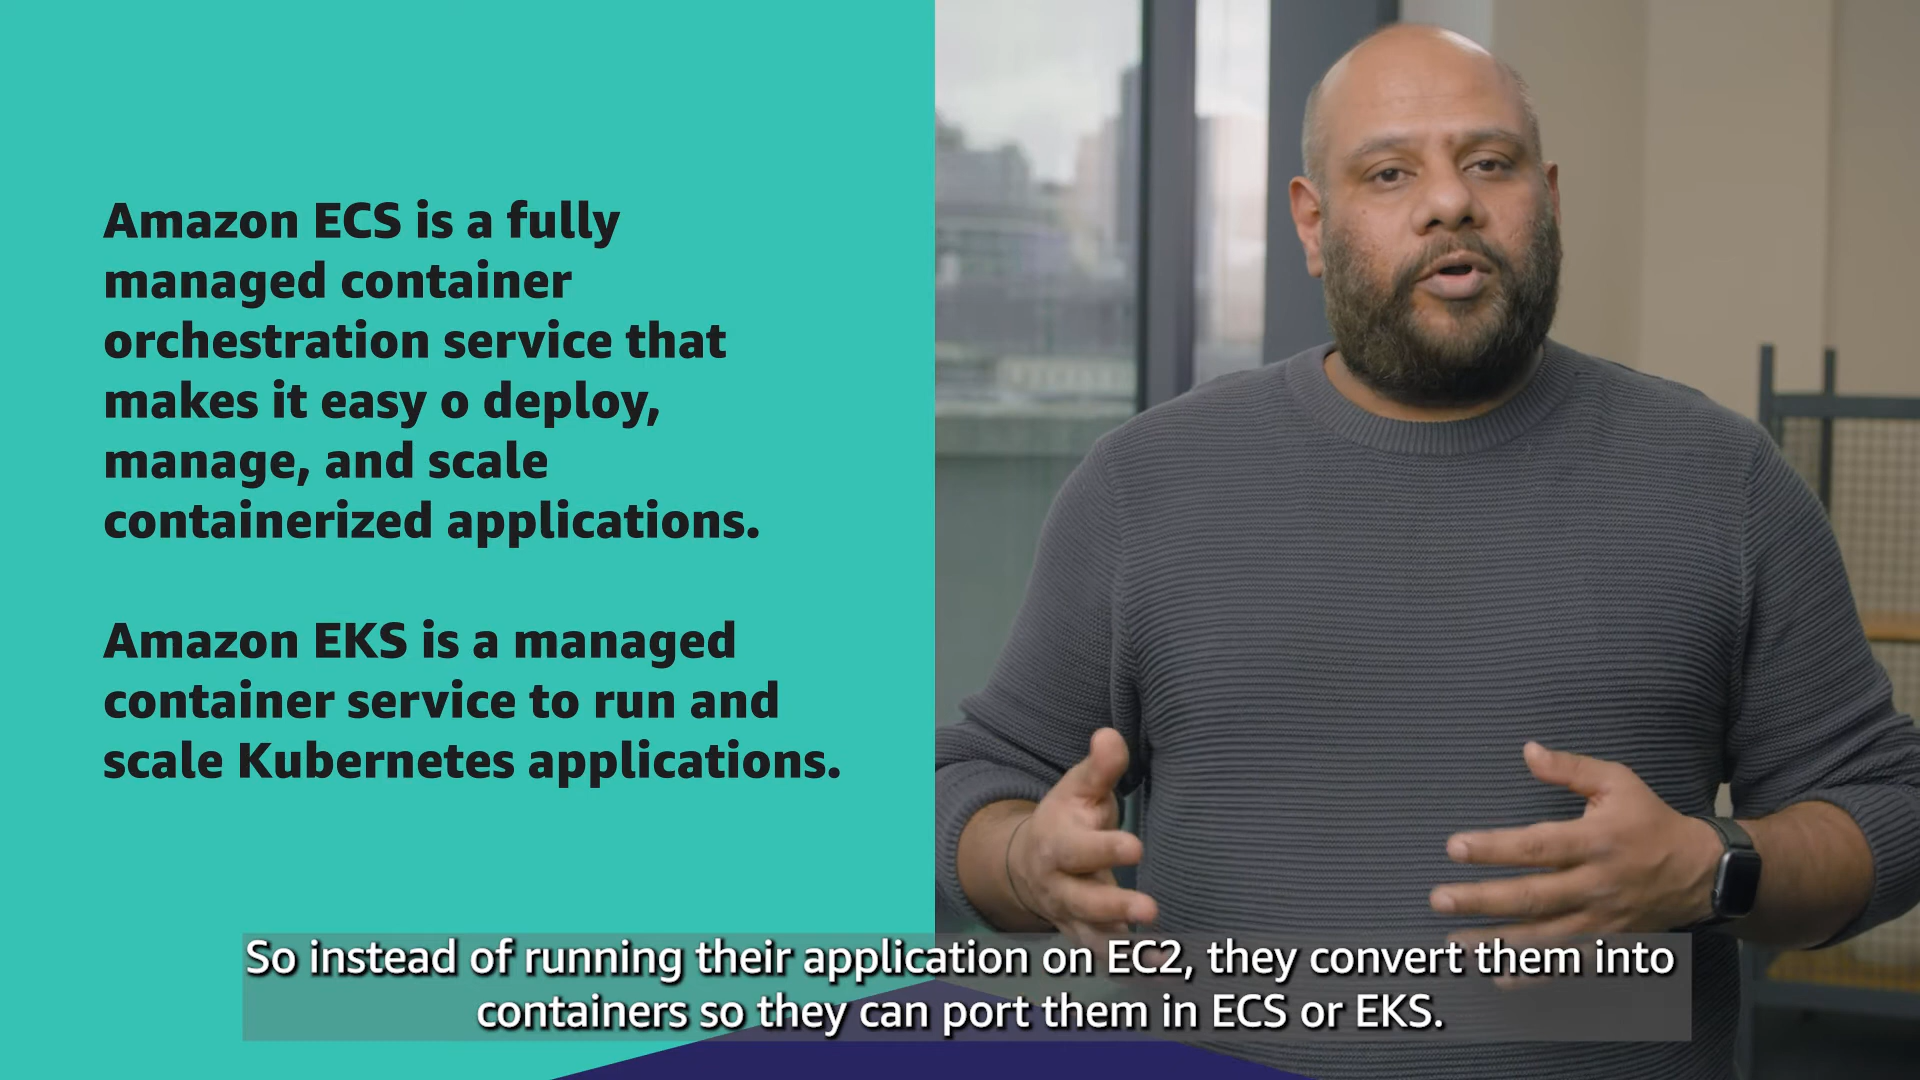 Amazon ECS is a fully
managed container
orchestration service that
makes it easy o deploy,
manage, and scale
containerized applications.
Amazon EKS is a managed
container service to run and
scale Kubernetes applications.
So instead of running their application on EC2, they convert them into
containers so they can port them in ECS or EKS.